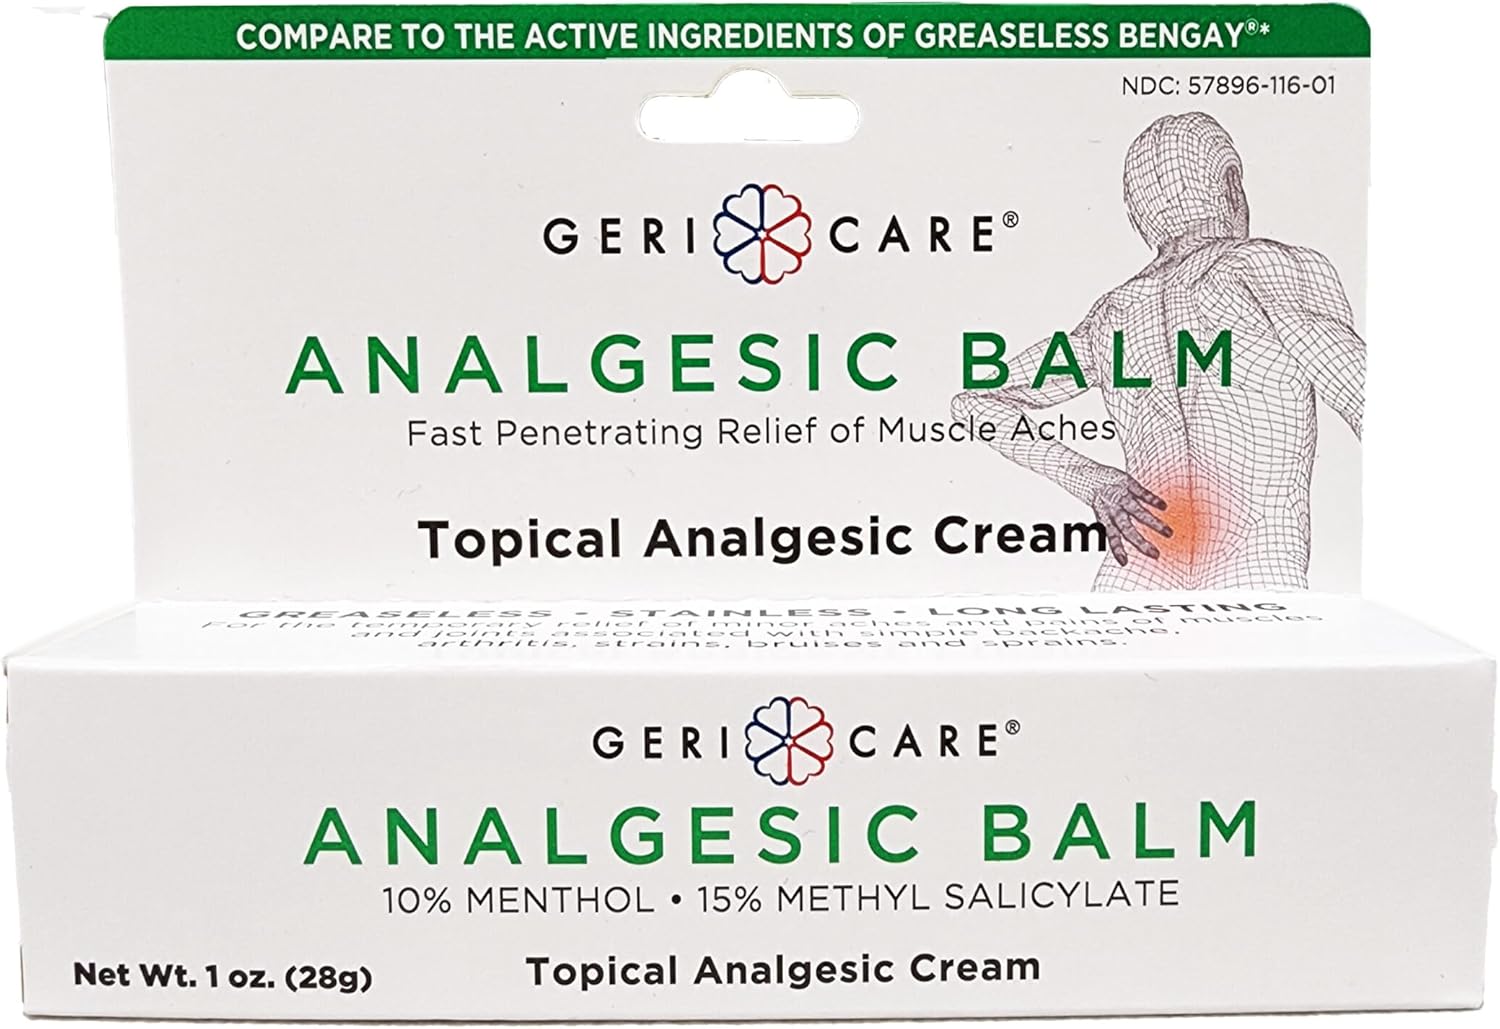 COMPARE TO THE ACTIVE INGREDIENTS OF GREASELESS BENGAY®*
NDC: 57896-116-01
GERI CARE®
ANALGESIC BALM
Fast Penetrating Relief of Muscle Aches
Topical Analgesic Cream
GREASELESS • STAINLESS • LONG LASTING
For the temporary relief of minor aches and pains of muscles
and joints associated with simple backache,
arthritis, strains, bruises and sprains.
GERI CARE®
ANALGESIC BALM
10% MENTHOL • 15% METHYL SALICYLATE
Net Wt. 1 oz. (28g)
Topical Analgesic Cream